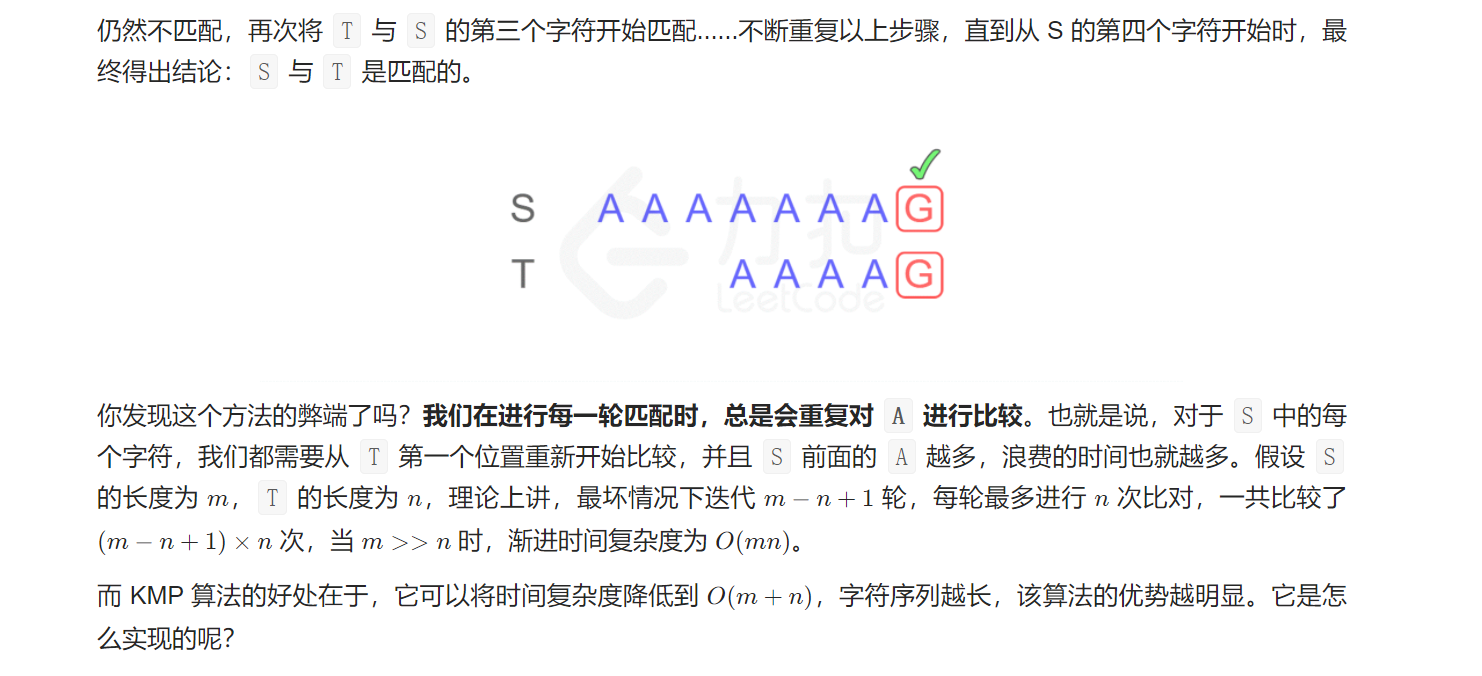 仍然不匹配，再次将 T 与 S 的第三个字符开始匹配......不断重复以上步骤，直到从 S 的第四个字符开始时，最
终得出结论： S 与 T 是匹配的。
S A A A A A A A G
T A A A A G
力扣
LeetCode
你发现这个方法的弊端了吗？我们在进行每一轮匹配时，总是会重复对 A 进行比较。也就是说，对于 S 中的每
个字符，我们都需要从 T 第一个位置重新开始比较，并且 S 前面的 A 越多，浪费的时间也就越多。假设 S
的长度为 m， T 的长度为 n，理论上讲，最坏情况下迭代 m − n + 1 轮，每轮最多进行 n 次比对，一共比较了
(m − n + 1) × n 次，当 m >> n 时，渐进时间复杂度为 O(mn)。
而 KMP 算法的好处在于，它可以将时间复杂度降低到 O(m + n)，字符序列越长，该算法的优势越明显。它是怎
么实现的呢？